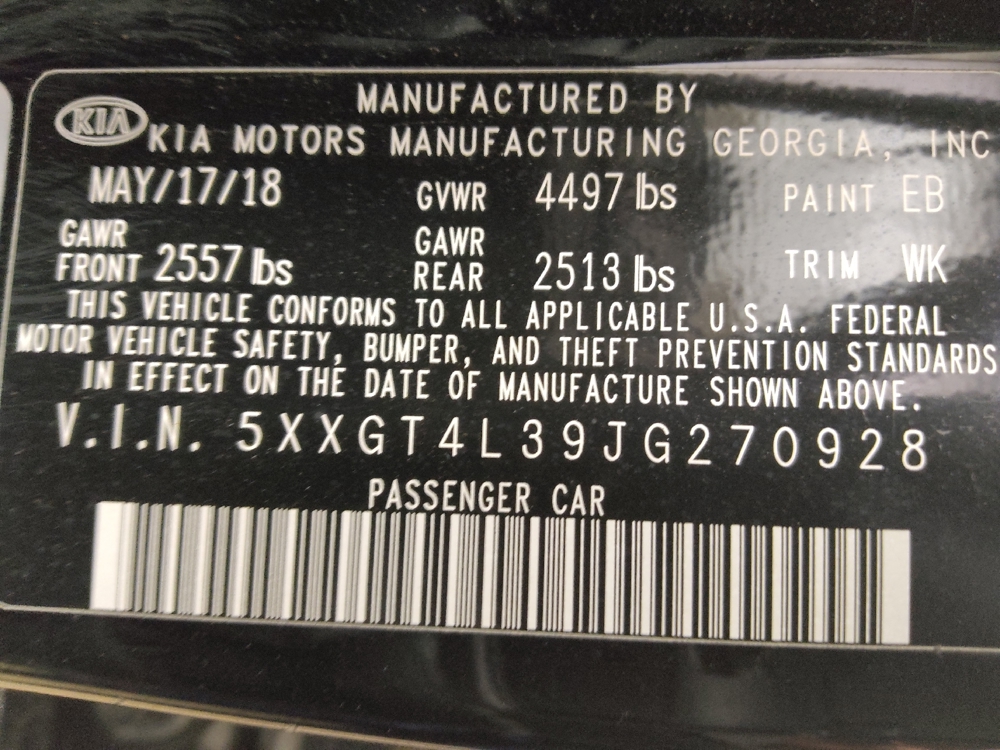 MANUFACTURED BY
KIA KIA MOTORS MANUFACTURING GEORGIA, INC
MAY/17/18 GVWR 4497 lbs PAINT EB
GAWR FRONT 2557 lbs GAWR REAR 2513 lbs TRIM WK
THIS VEHICLE CONFORMS TO ALL APPLICABLE U.S.A. FEDERAL
MOTOR VEHICLE SAFETY, BUMPER, AND THEFT PREVENTION STANDARDS
IN EFFECT ON THE DATE OF MANUFACTURE SHOWN ABOVE.
V.I.N. 5XXGT4L39JG270928
PASSENGER CAR